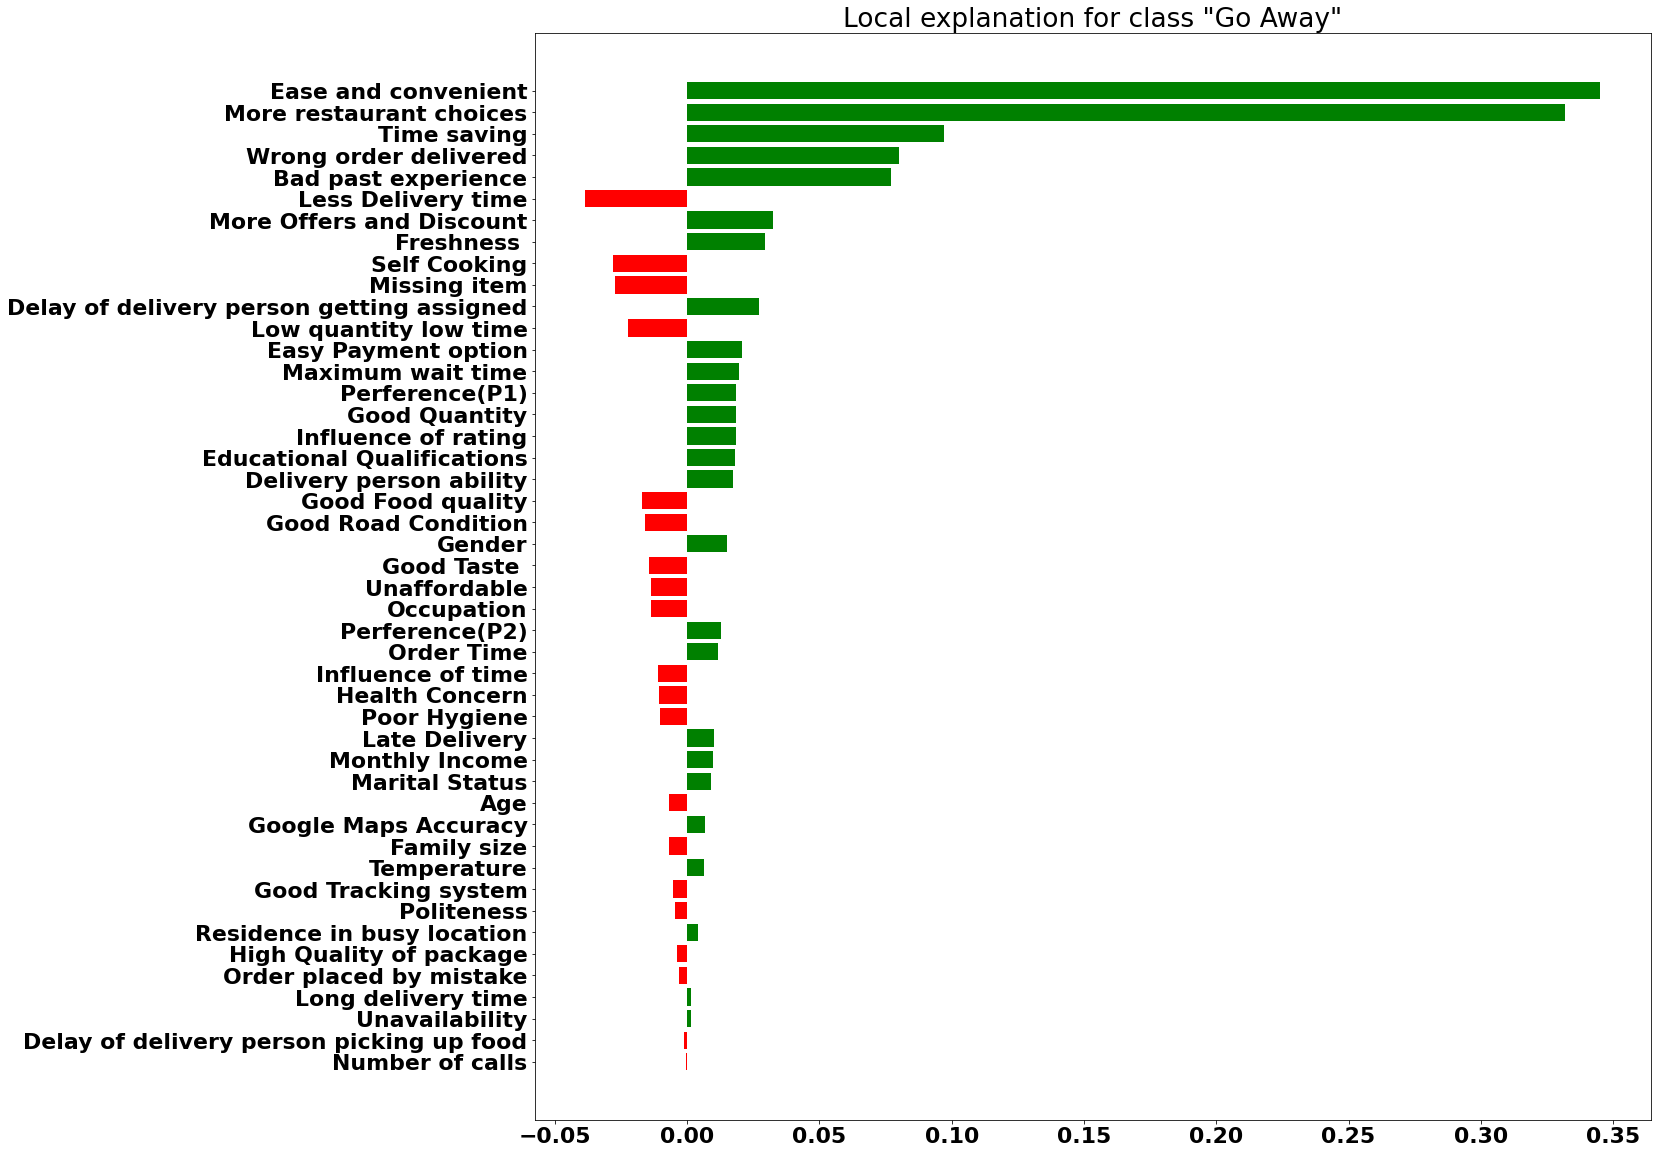 Local explanation for class "Go Away"
Ease and convenient
More restaurant choices
Time saving
Wrong order delivered
Bad past experience
Less Delivery time
More Offers and Discount
Freshness
Self Cooking
Missing item
Delay of delivery person getting assigned
Low quantity low time
Easy Payment option
Maximum wait time
Perference(P1)
Good Quantity
Influence of rating
Educational Qualifications
Delivery person ability
Good Food quality
Good Road Condition
Gender
Good Taste
Unaffordable
Occupation
Perference(P2)
Order Time
Influence of time
Health Concern
Poor Hygiene
Late Delivery
Monthly Income
Marital Status
Age
Google Maps Accuracy
Family size
Temperature
Good Tracking system
Politeness
Residence in busy location
High Quality of package
Order placed by mistake
Long delivery time
Unavailability
Delay of delivery person picking up food
Number of calls
−0.05 0.00 0.05 0.10 0.15 0.20 0.25 0.30 0.35